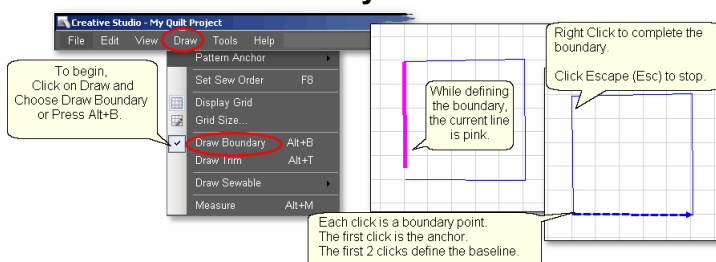 Creative Studio - My Quilt Project
File Edit View Draw Tools Help
Pattern Anchor
Set Sew Order F8
Display Grid
Grid Size...
Draw Boundary Alt+B
Draw Trim Alt+T
Draw Sewable
Measure Alt+M
To begin,
Click on Draw and
Choose Draw Boundary
or Press Alt+B.
While defining
the boundary,
the current line
is pink.
Right Click to complete the
boundary.
Click Escape (Esc) to stop.
Each click is a boundary point.
The first click is the anchor.
The first 2 clicks define the baseline.